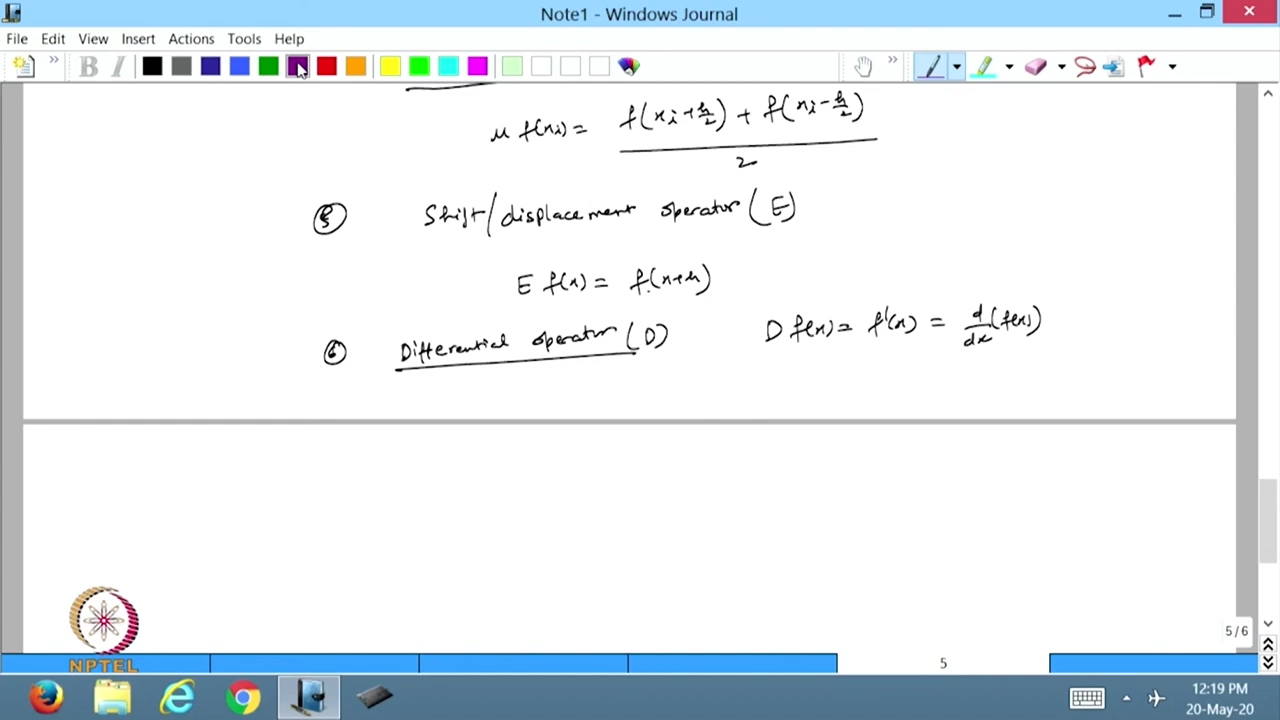 Note1 - Windows Journal
File Edit View Insert Actions Tools Help
μ f(xi) = f(xi + h/2) + f(xi - h/2) / 2
⑤ Shift/displacement operator (E)
E f(x) = f(x+h)
⑥ Differential operator (D) D f(x) = f'(x) = d/dx (f(x))
5 / 6
NPTEL
5
12:19 PM
20-May-20